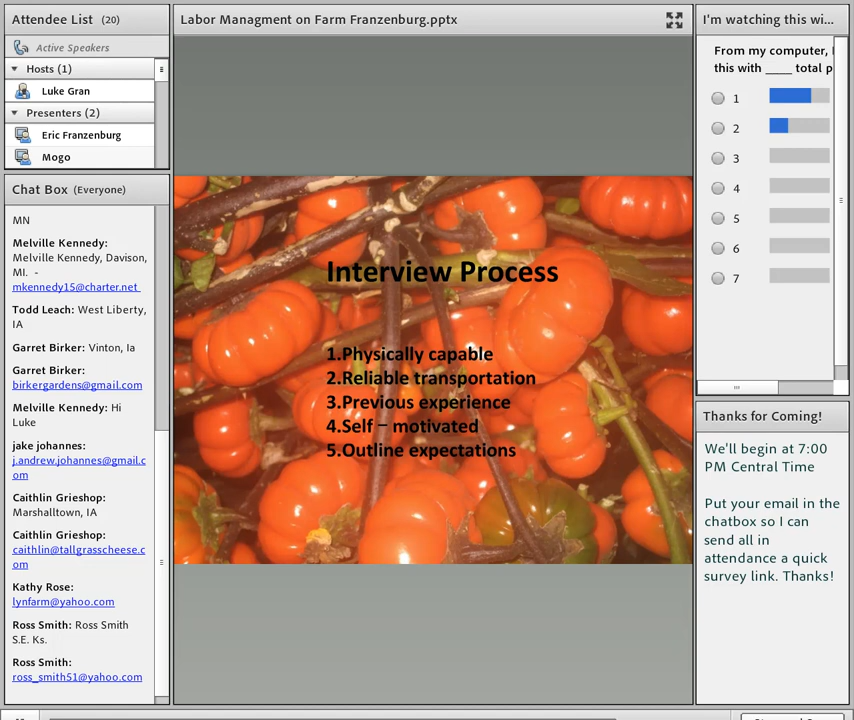 Attendee List (20)
Active Speakers
Hosts (1)
Luke Gran
Presenters (2)
Eric Franzenburg
Mogo
Chat Box (Everyone)
MN
Melville Kennedy:
Melville Kennedy, Davison,
MI. -
mkennedy15@charter.net
Todd Leach: West Liberty,
IA
Garret Birker: Vinton, Ia
Garret Birker:
birkergardens@gmail.com
Melville Kennedy: Hi
Luke
jake johannes:
j.andrew.johannes@gmail.c
om
Caithlin Grieshop:
Marshalltown, IA
Caithlin Grieshop:
caithlin@tallgrasscheese.c
om
Kathy Rose:
lynfarm@yahoo.com
Ross Smith: Ross Smith
S.E. Ks.
Ross Smith:
ross_smith51@yahoo.com
Labor Managment on Farm Franzenburg.pptx
Interview Process
1.Physically capable
2.Reliable transportation
3.Previous experience
4.Self – motivated
5.Outline expectations
I'm watching this wi...
From my computer,
this with ____ total p
1
2
3
4
5
6
7
Thanks for Coming!
We'll begin at 7:00
PM Central Time
Put your email in the
chatbox so I can
send all in
attendance a quick
survey link. Thanks!